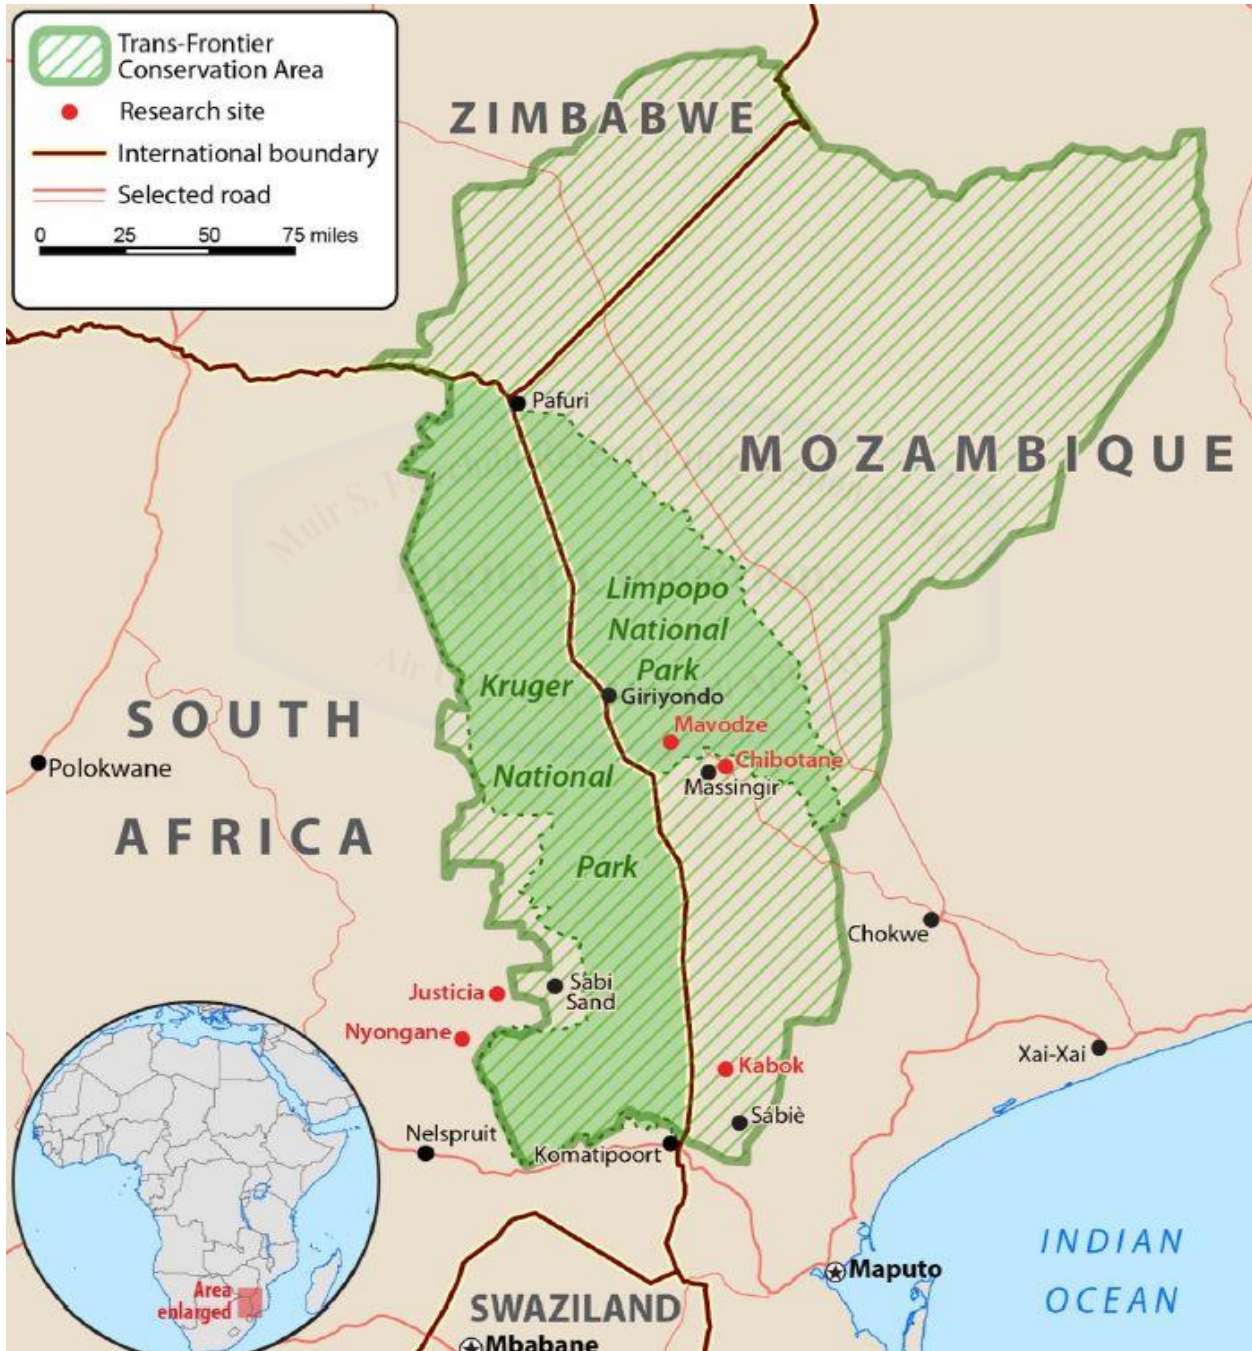 Trans-Frontier
Conservation Area
Research site
International boundary
Selected road
0 25 50 75 miles
ZIMBABWE
Pafuri
MOZAMBIQUE
Limpopo
National
Park
Kruger
Giriyondo
SOUTH
Mavodze
Polokwane
National
Chibotane
Massingir
AFRICA
Park
Chokwe
Justicia
Sabi
Sand
Nyongane
Kabok
Xai-Xai
Sábiè
Nelspruit
Komatipoort
INDIAN
OCEAN
Maputo
Area
enlarged
SWAZILAND
Mbabane
Muir S.
Air